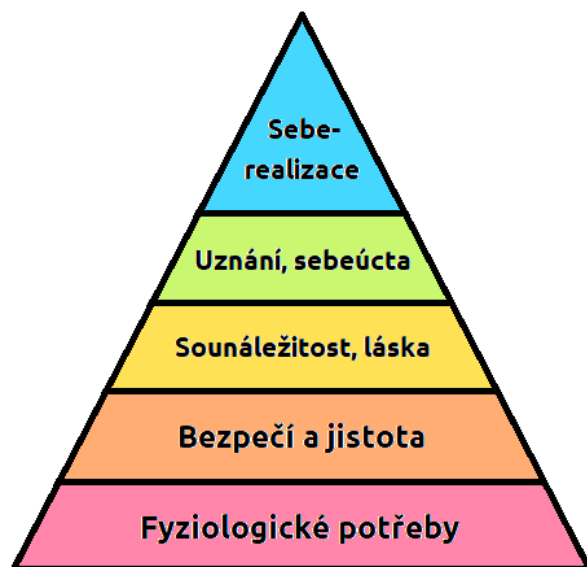 Sebe-
realizace
Uznání, sebeúcta
Sounáležitost, láska
Bezpečí a jistota
Fyziologické potřeby